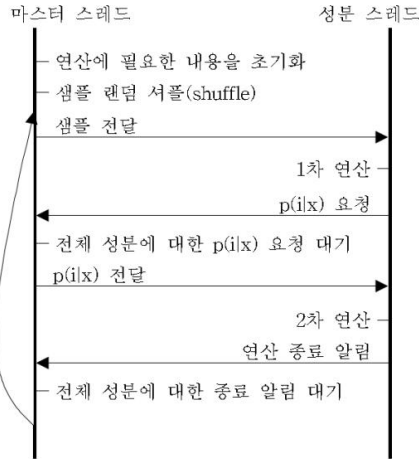 마스터 스레드
성분 스레드
연산에 필요한 내용을 초기화
샘플 랜덤 셔플(shuffle)
샘플 전달
1차 연산
p(i|x) 요청
전체 성분에 대한 p(i|x) 요청 대기
p(i|x) 전달
2차 연산
연산 종료 알림
전체 성분에 대한 종료 알림 대기